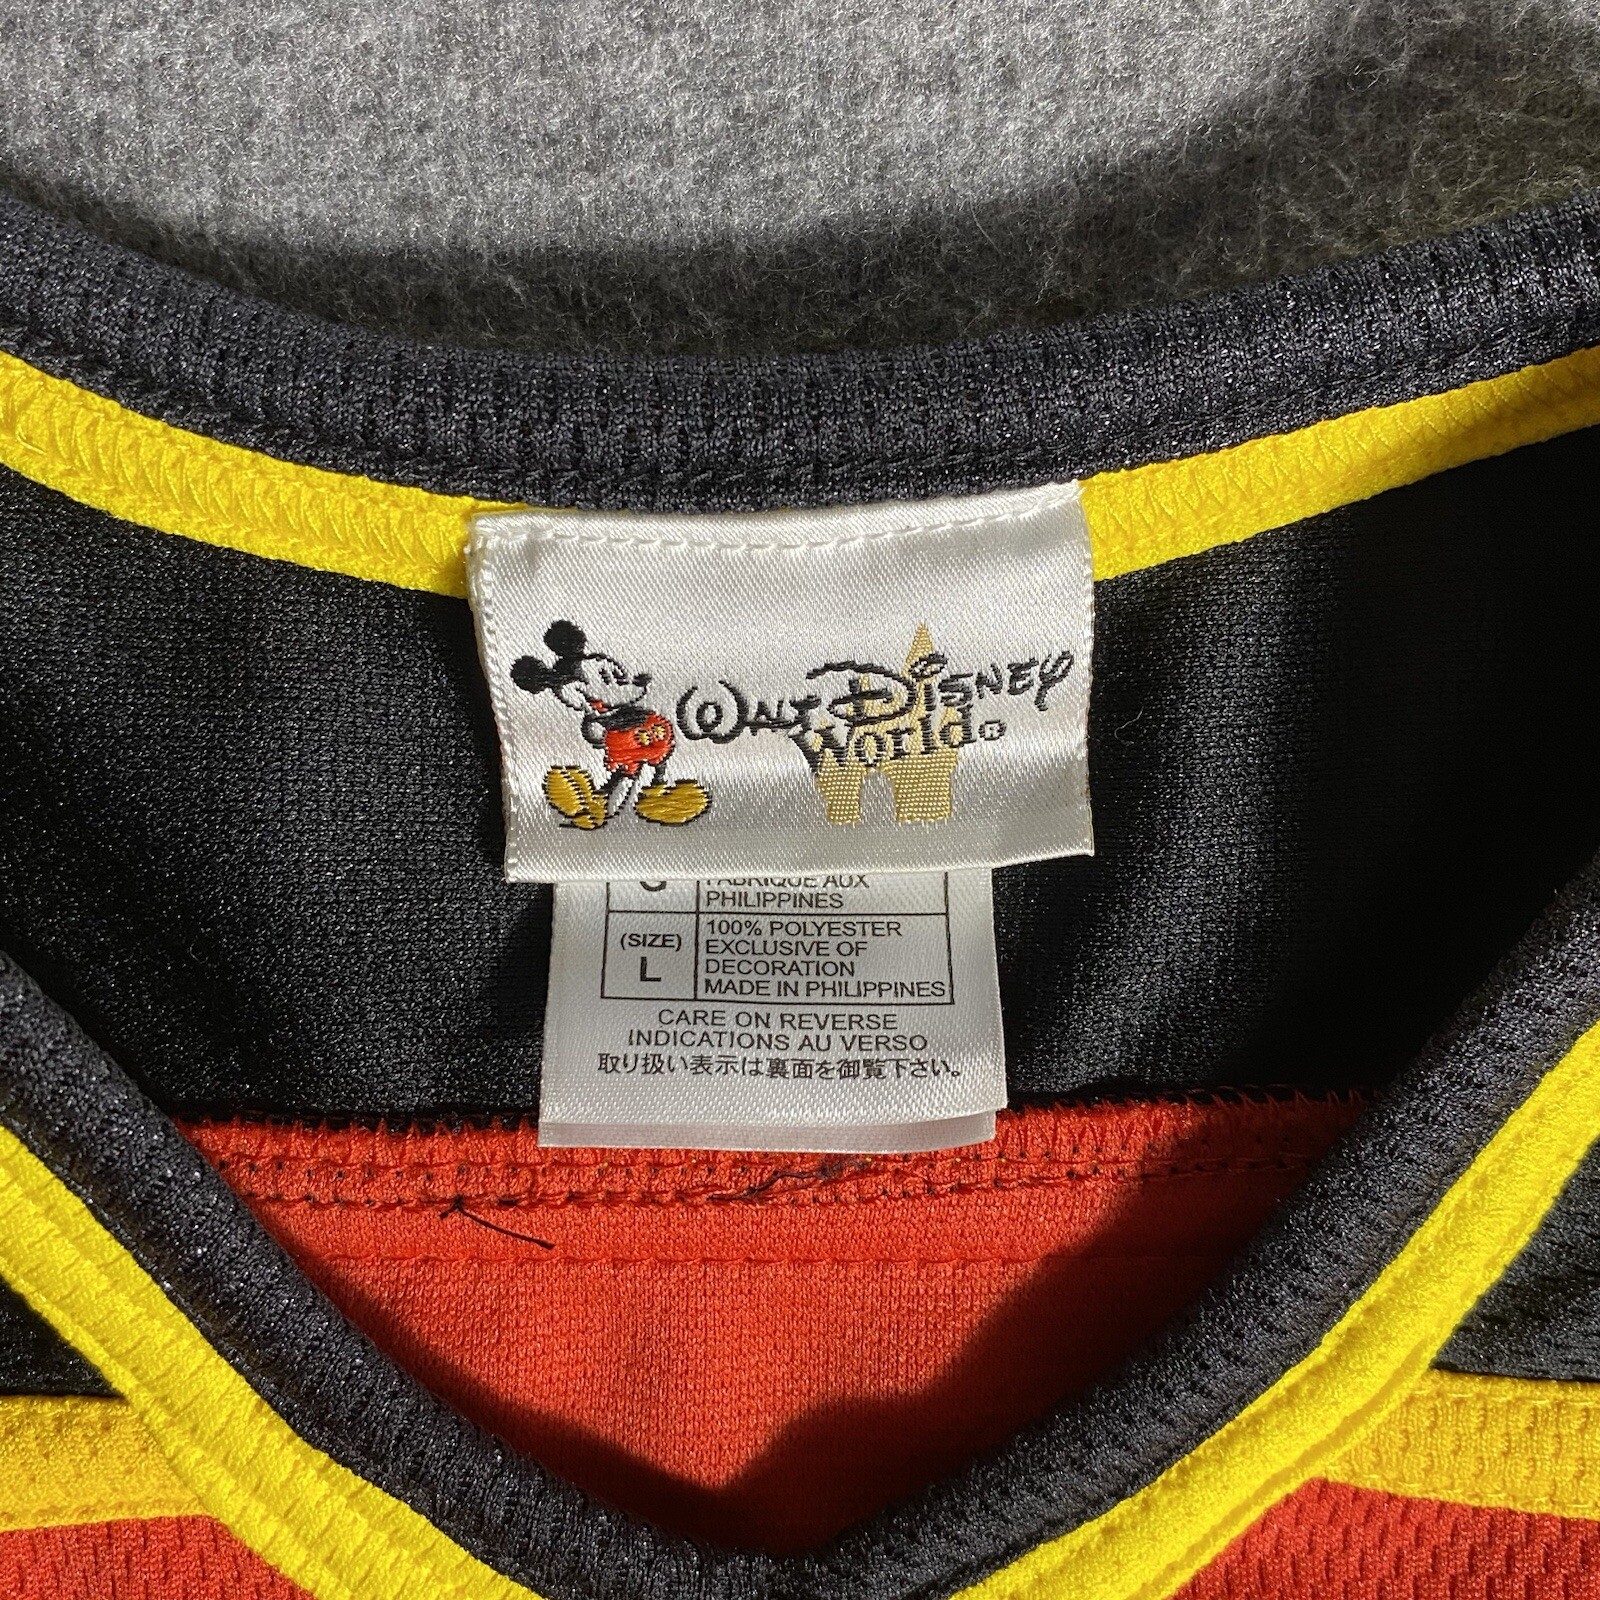 WALT DISNEY
World®
FABRIQUE AUX
PHILIPPINES
(SIZE)
L
100% POLYESTER
EXCLUSIVE OF
DECORATION
MADE IN PHILIPPINES
CARE ON REVERSE
INDICATIONS AU VERSO
取り扱い表示は裏面を御覧下さい。